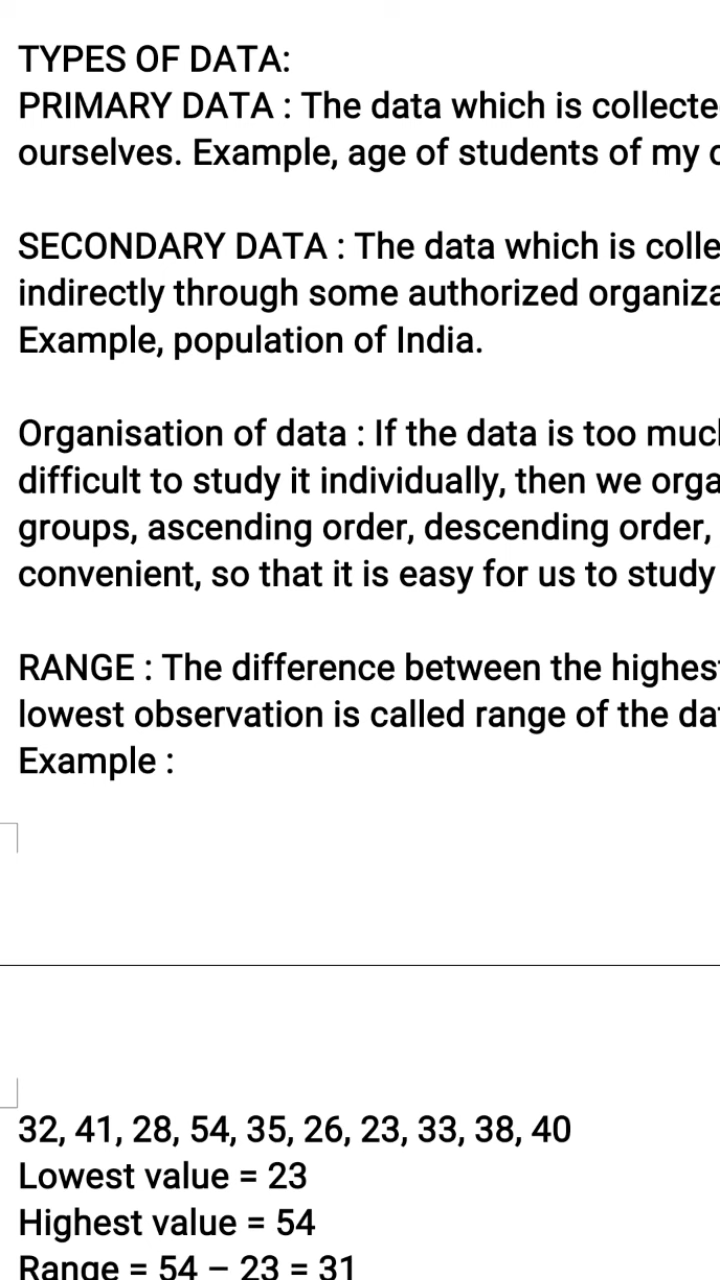 TYPES OF DATA:
PRIMARY DATA : The data which is collecte
ourselves. Example, age of students of my
SECONDARY DATA : The data which is colle
indirectly through some authorized organiza
Example, population of India.
Organisation of data : If the data is too much
difficult to study it individually, then we orga
groups, ascending order, descending order,
convenient, so that it is easy for us to study
RANGE : The difference between the highest
lowest observation is called range of the dat
Example :
32, 41, 28, 54, 35, 26, 23, 33, 38, 40
Lowest value = 23
Highest value = 54
Range = 54 – 23 = 31